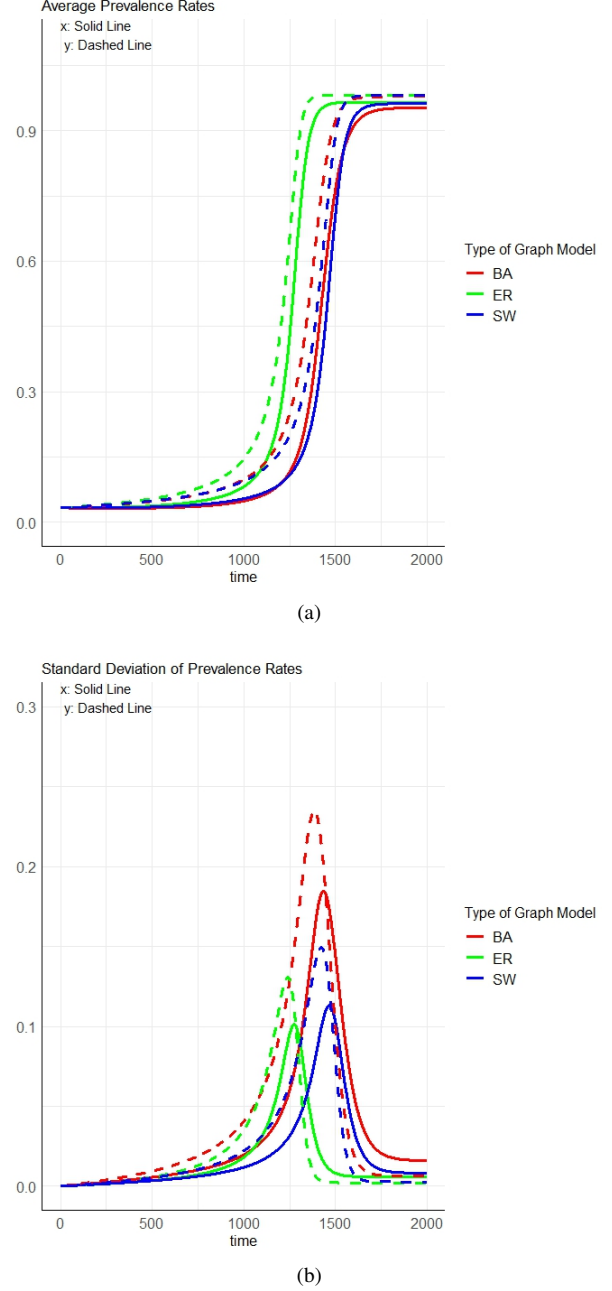 Average Prevalence Rates
x: Solid Line
y: Dashed Line
0.9
0.6
0.3
0.0
0 500 1000 1500 2000
time
Type of Graph Model
BA
ER
SW
(a)
Standard Deviation of Prevalence Rates
x: Solid Line
y: Dashed Line
0.3
0.2
0.1
0.0
0 500 1000 1500 2000
time
Type of Graph Model
BA
ER
SW
(b)